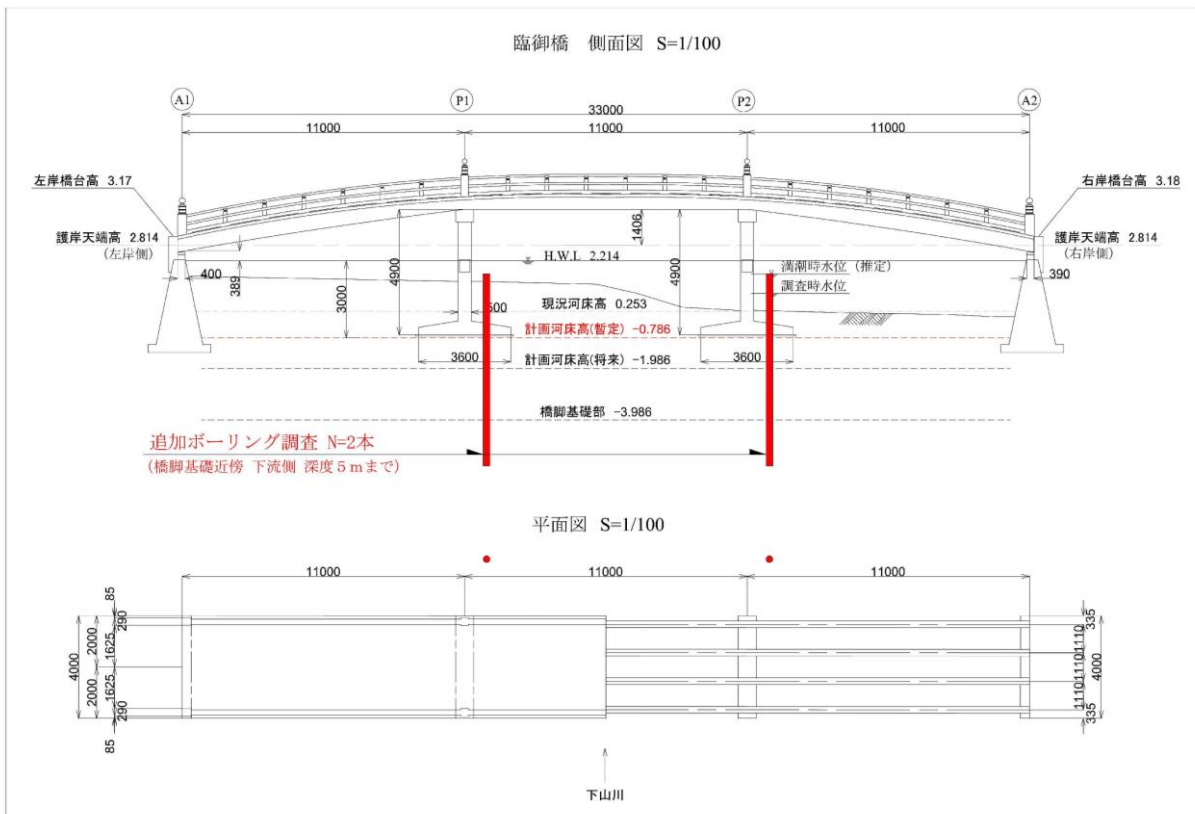 臨御橋 側面図 S=1/100
A1
P1
P2
A2
33000
11000
11000
11000
左岸橋台高 3.17
右岸橋台高 3.18
護岸天端高 2.814
(左岸側)
護岸天端高 2.814
(右岸側)
1406
H.W.L 2.214
満潮時水位（推定）
調査時水位
400
389
3000
4900
4900
390
現況河床高 0.253
計画河床高(暫定) -0.786
3600
3600
計画河床高(将来) -1.986
橋脚基礎部 -3.986
追加ボーリング調査 N=2本
(橋脚基礎近傍 下流側 深度５ｍまで)
平面図 S=1/100
11000
11000
11000
85
290
2000
1625
4000
1625
2000
290
85
335
1110
1110
1110
4000
335
下山川